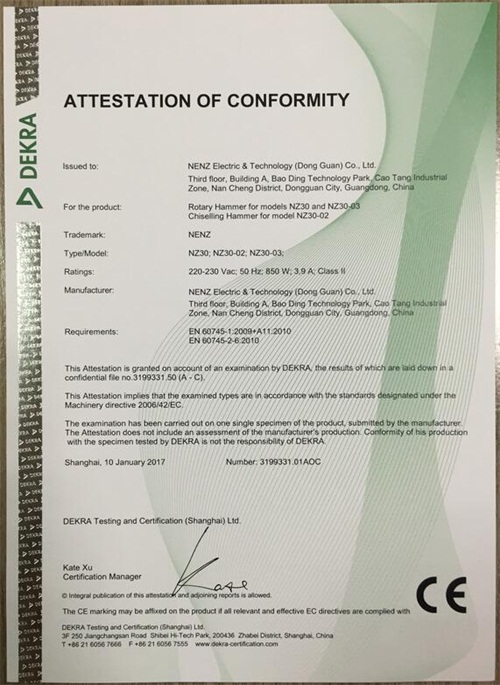 DEKRA
ATTESTATION OF CONFORMITY
Issued to: NENZ Electric & Technology (Dong Guan) Co., Ltd.
Third floor, Building A, Bao Ding Technology Park, Cao Tang Industrial
Zone, Nan Cheng District, Dongguan City, Guangdong, China
For the product: Rotary Hammer for models NZ30 and NZ30-03
Chiselling Hammer for model NZ30-02
Trademark: NENZ
Type/Model: NZ30; NZ30-02; NZ30-03;
Ratings: 220-230 Vac; 50 Hz; 850 W; 3,9 A; Class II
Manufacturer: NENZ Electric & Technology (Dong Guan) Co., Ltd.
Third floor, Building A, Bao Ding Technology Park, Cao Tang Industrial
Zone, Nan Cheng District, Dongguan City, Guangdong, China
Requirements: EN 60745-1:2009+A11:2010
EN 60745-2-6:2010
This Attestation is granted on account of an examination by DEKRA, the results of which are laid down in a
confidential file no.3199331.50 (A - C).
This Attestation implies that the examined types are in accordance with the standards designated under the
Machinery directive 2006/42/EC.
The examination has been carried out on one single specimen of the product, submitted by the manufacturer.
The Attestation does not include an assessment of the manufacturer's production. Conformity of his production
with the specimen tested by DEKRA is not the responsibility of DEKRA.
Shanghai, 10 January 2017 Number: 3199331.01AOC
DEKRA Testing and Certification (Shanghai) Ltd.
Kate Xu
Certification Manager
© Integral publication of this attestation and adjoining reports is allowed.
The CE marking may be affixed on the product if all relevant and effective EC directives are complied with
CE
DEKRA Testing and Certification (Shanghai) Ltd.
3F 250 Jiangchangsan Road Shibei Hi-Tech Park, 200436 Zhabei District, Shanghai, China
T +86 21 6056 7666 F +86 21 6056 7555 www.dekra-certification.com